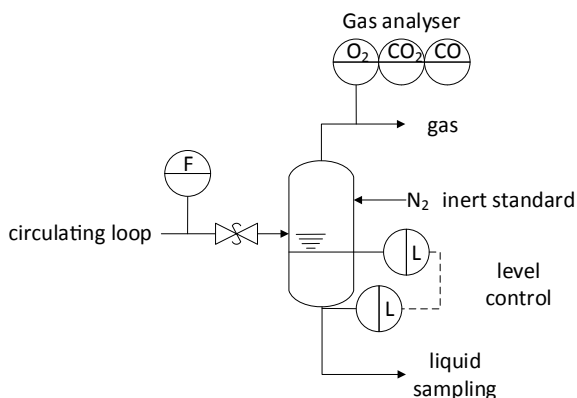 Gas analyser
O₂ CO₂ CO
gas
F
N₂ inert standard
circulating loop
L
level
control
L
liquid
sampling